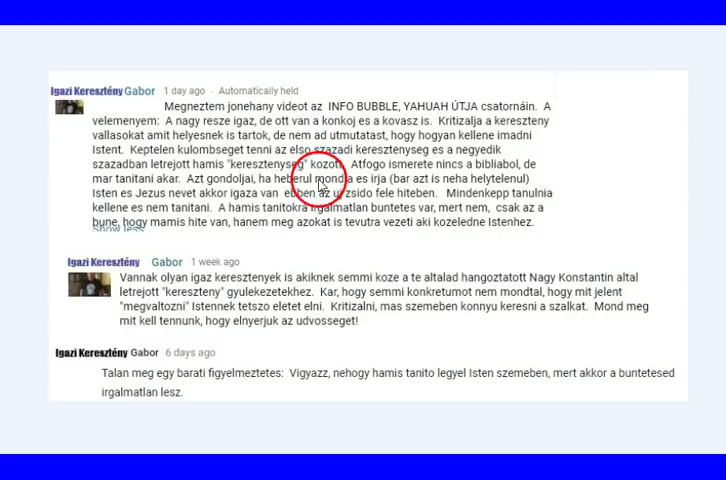 Igazi Keresztény Gabor 1 day ago · Automatically held
Megneztem jonehany videot az INFO BUBBLE, YAHUAH ÚTJA csatornáin. A
velemenyem: A nagy resze igaz, de ott van a konkoj es a kovasz is. Kritizalja a kereszteny
vallasokat amit helyesnek is tartok, de nem ad utmutatast, hogy hogyan kellene imadni
Istent. Keptelen kulombseget tenni az elso szazadi keresztenyseg es a negyedik
szazadban letrejott hamis "keresztenyseg" kozott. Atfogo ismerete nincs a bibliabol, de
mar tanitani akar. Azt gondoljai, ha heberul mondja es irja (bar azt is neha helytelenul)
Isten es Jezus nevet akkor igaza van ebben az uj zsido fele hiteben. Mindenkepp tanulnia
kellene es nem tanitani. A hamis tanitokra irgalmatlan buntetes var, mert nem, csak az a
bune, hogy mamis hite van, hanem meg azokat is tevutra vezeti aki kozeledne Istenhez.
Show less
Igazi Keresztény Gabor 1 week ago
Vannak olyan igaz keresztenyek is akiknek semmi koze a te altalad hangoztatott Nagy Konstantin altal
letrejott "kereszteny" gyulekezetekhez. Kar, hogy semmi konkretumot nem mondtal, hogy mit jelent
"megvaltozni" Istennek tetszo eletet elni. Kritizalni, mas szemeben konnyu keresni a szalkat. Mond meg
mit kell tennunk, hogy elnyerjuk az udvosseget!
Igazi Keresztény Gabor 6 days ago
Talan meg egy barati figyelmeztetes: Vigyazz, nehogy hamis tanito legyel Isten szemeben, mert akkor a buntetesed
irgalmatlan lesz.